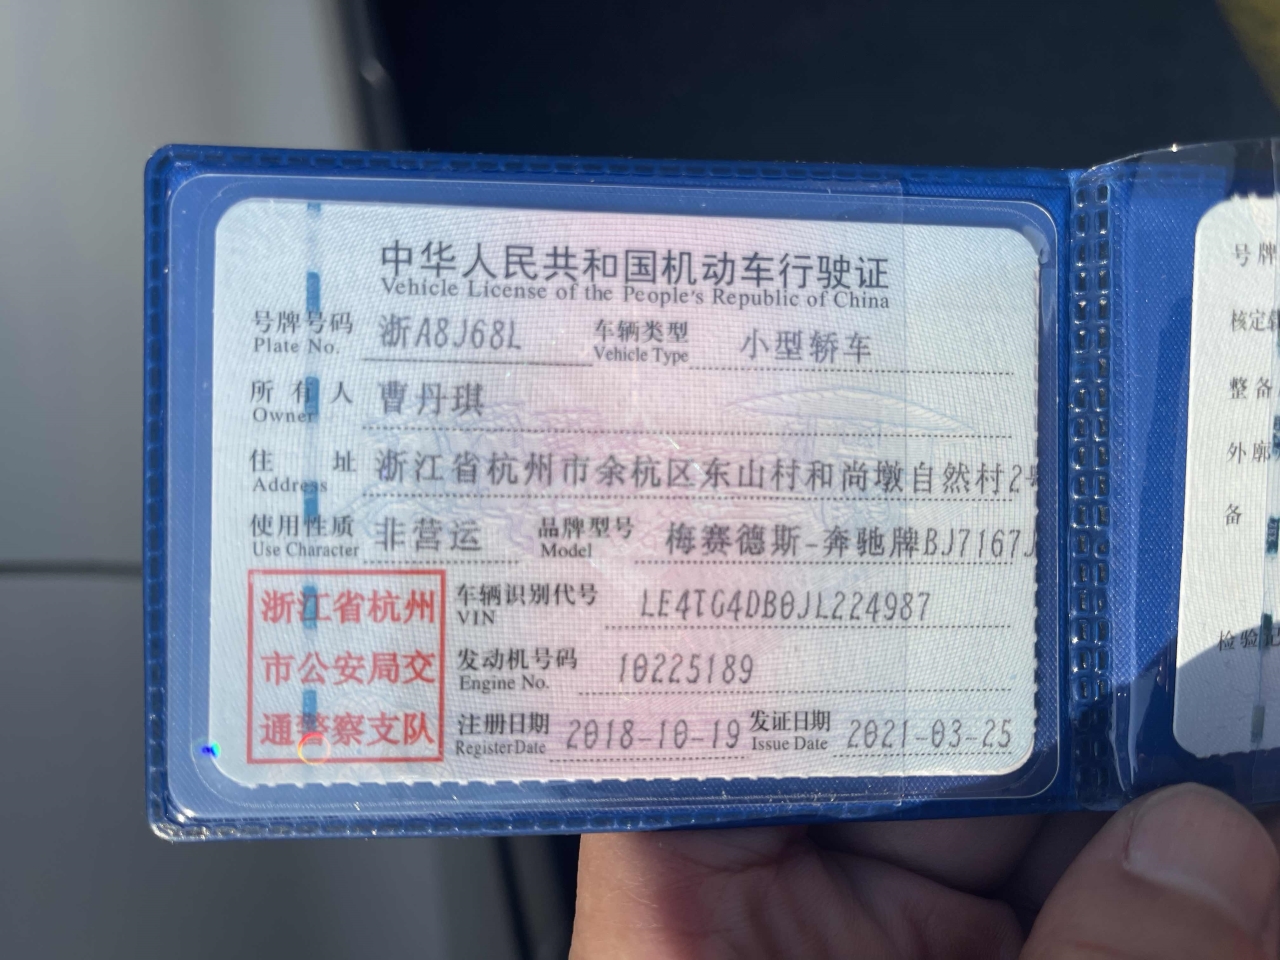 中华人民共和国机动车行驶证
Vehicle License of the People's Republic of China
号牌号码 浙A8J68L 车辆类型 小型轿车
Plate No. Vehicle Type
所有人 曹丹琪
Owner
住址 浙江省杭州市余杭区东山村和尚墩自然村2号
Address
使用性质 非营运 品牌型号 梅赛德斯-奔驰牌BJ7167J
Use Character Model
浙江省杭州
市公安局交
通警察支队
车辆识别代号 LE4TG4DB0JL224987
VIN
发动机号码 10225189
Engine No.
注册日期 2018-10-19 发证日期 2021-03-25
Register Date Issue Date
号牌
核定载
整备
外廓
备
检验记